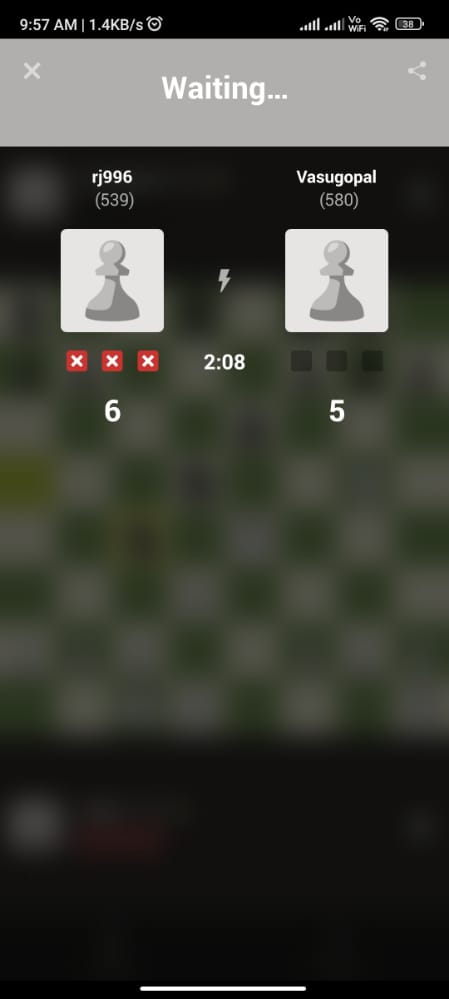 9:57 AM | 1.4KB/s
Vo
WiFi
38
Waiting...
rj996
Vasugopal
(539)
(580)
2:08
6
5